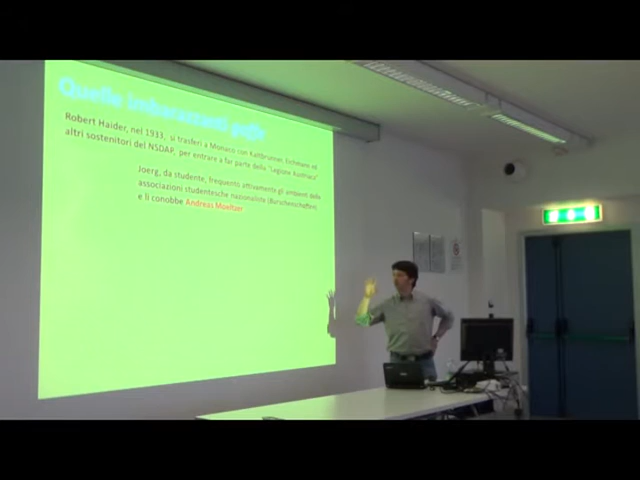 Quelle imbarazzanti gaffe
Robert Haider, nel 1933, si trasferì a Monaco con Kaltbrunner, Eichmann ed
altri sostenitori del NSDAP, per entrare a far parte della "Legione Austriaca"
Joerg, da studente, frequentò attivamente gli ambienti delle
associazioni studentesche nazionaliste (Burschenschaften)
e lì conobbe Andreas Moeltzer